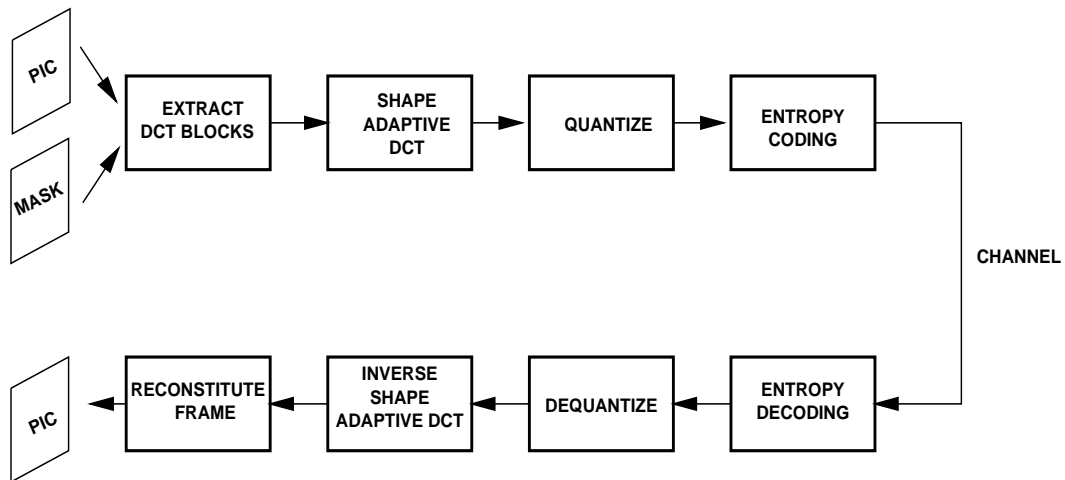 PIC
MASK
EXTRACT
DCT BLOCKS
SHAPE
ADAPTIVE
DCT
QUANTIZE
ENTROPY
CODING
CHANNEL
PIC
RECONSTITUTE
FRAME
INVERSE
SHAPE
ADAPTIVE DCT
DEQUANTIZE
ENTROPY
DECODING